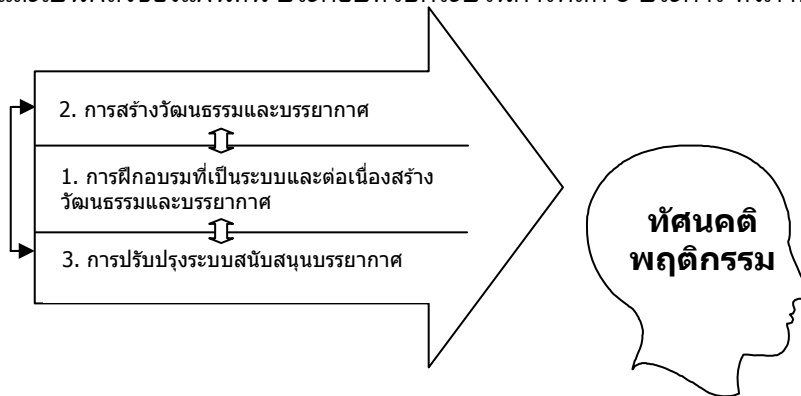 2. การสร้างวัฒนธรรมและบรรยากาศ
1. การฝึกอบรมที่เป็นระบบและต่อเนื่องสร้าง
วัฒนธรรมและบรรยากาศ
3. การปรับปรุงระบบสนับสนุนบรรยากาศ
ทัศนคติ
พฤติกรรม